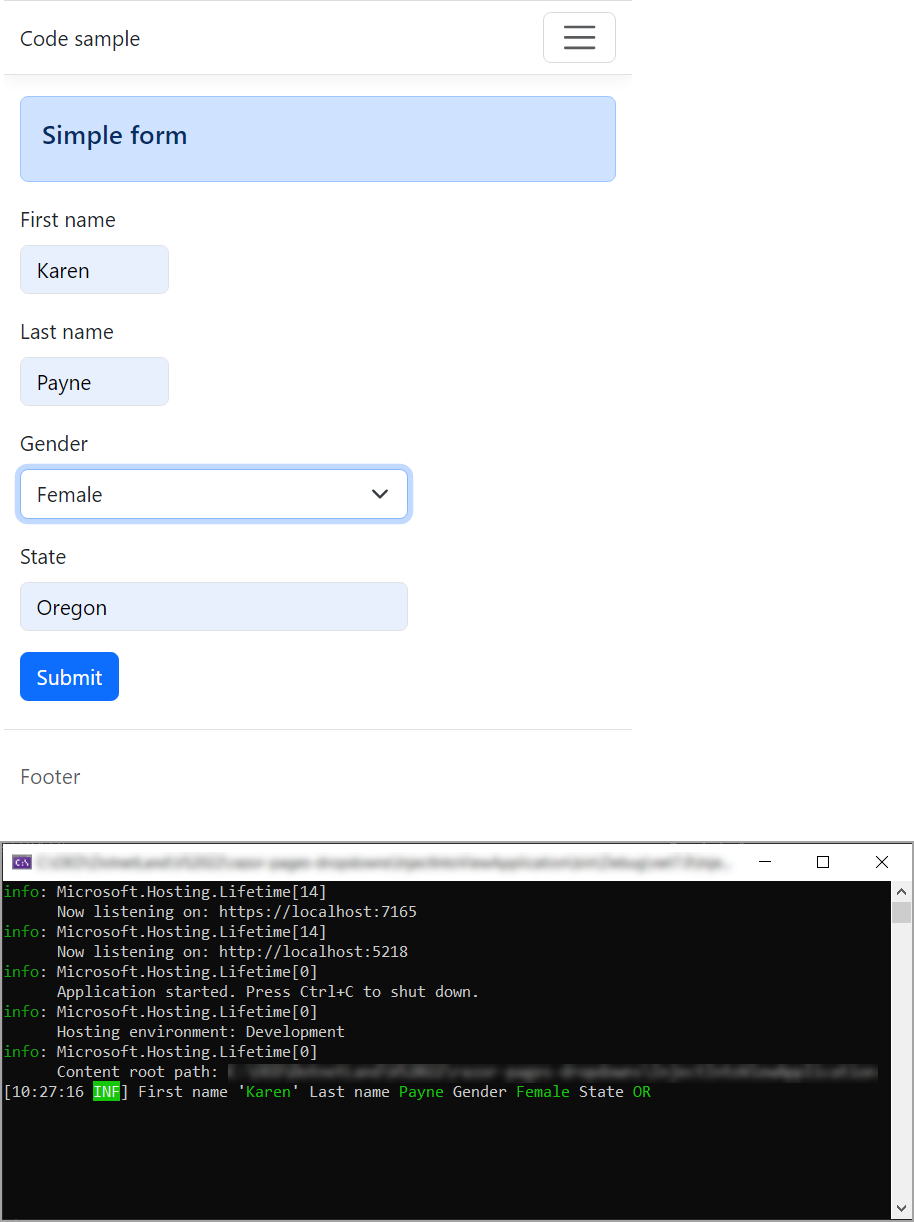 Code sample
Simple form
First name
Karen
Last name
Payne
Gender
Female
State
Oregon
Submit
Footer
info: Microsoft.Hosting.Lifetime[14]
Now listening on: https://localhost:7165
info: Microsoft.Hosting.Lifetime[14]
Now listening on: http://localhost:5218
info: Microsoft.Hosting.Lifetime[0]
Application started. Press Ctrl+C to shut down.
info: Microsoft.Hosting.Lifetime[0]
Hosting environment: Development
info: Microsoft.Hosting.Lifetime[0]
Content root path:
[10:27:16 INF] First name 'Karen' Last name Payne Gender Female State OR